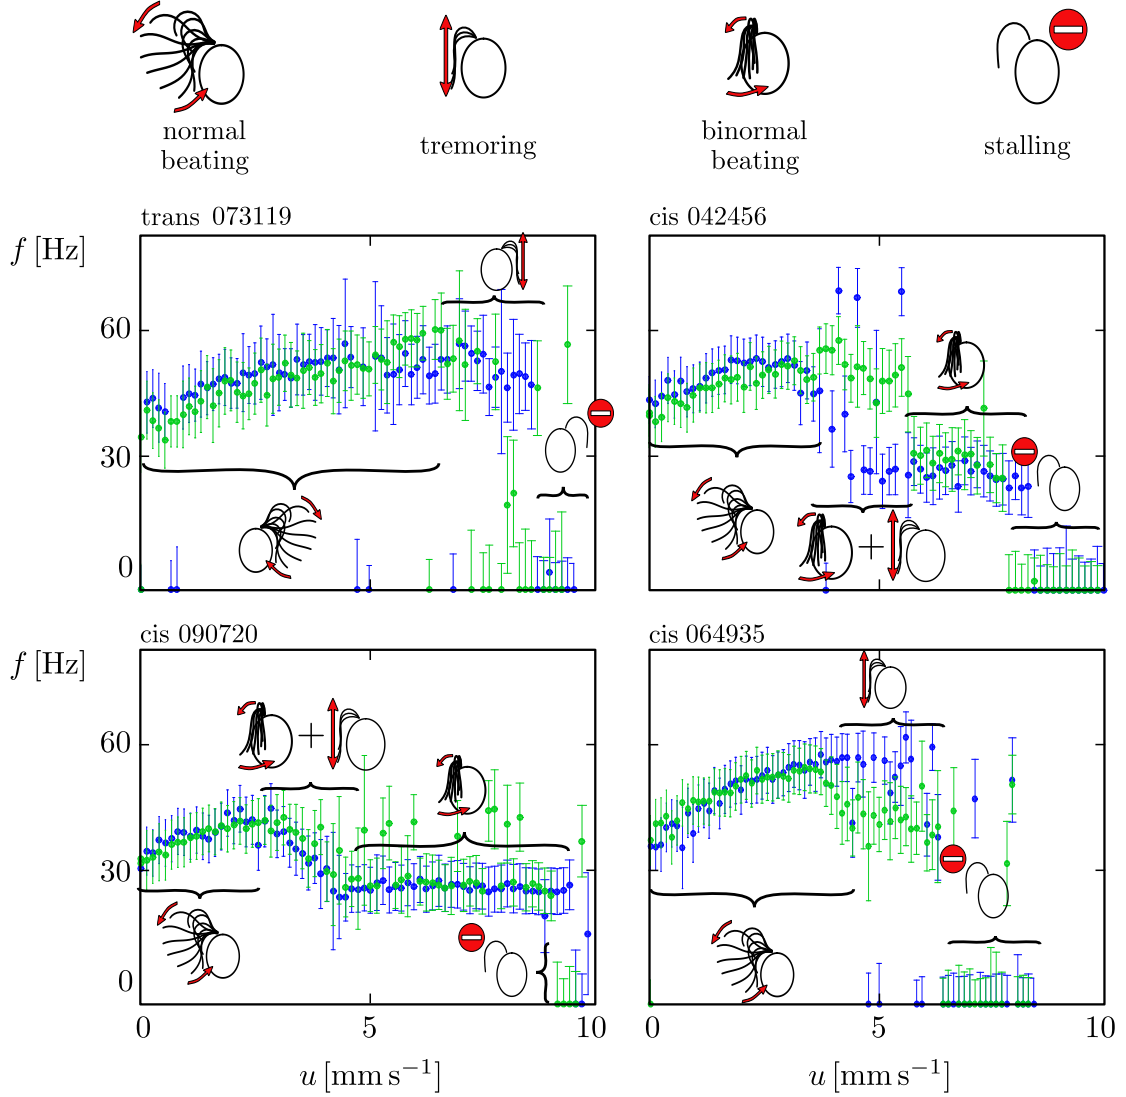 normal
beating
tremoring
binormal
beating
stalling
trans 073119
cis 042456
f [Hz]
60
30
0
+
cis 090720
cis 064935
f [Hz]
+
60
30
0
0
5
10
0
5
10
u [mm s⁻¹]
u [mm s⁻¹]